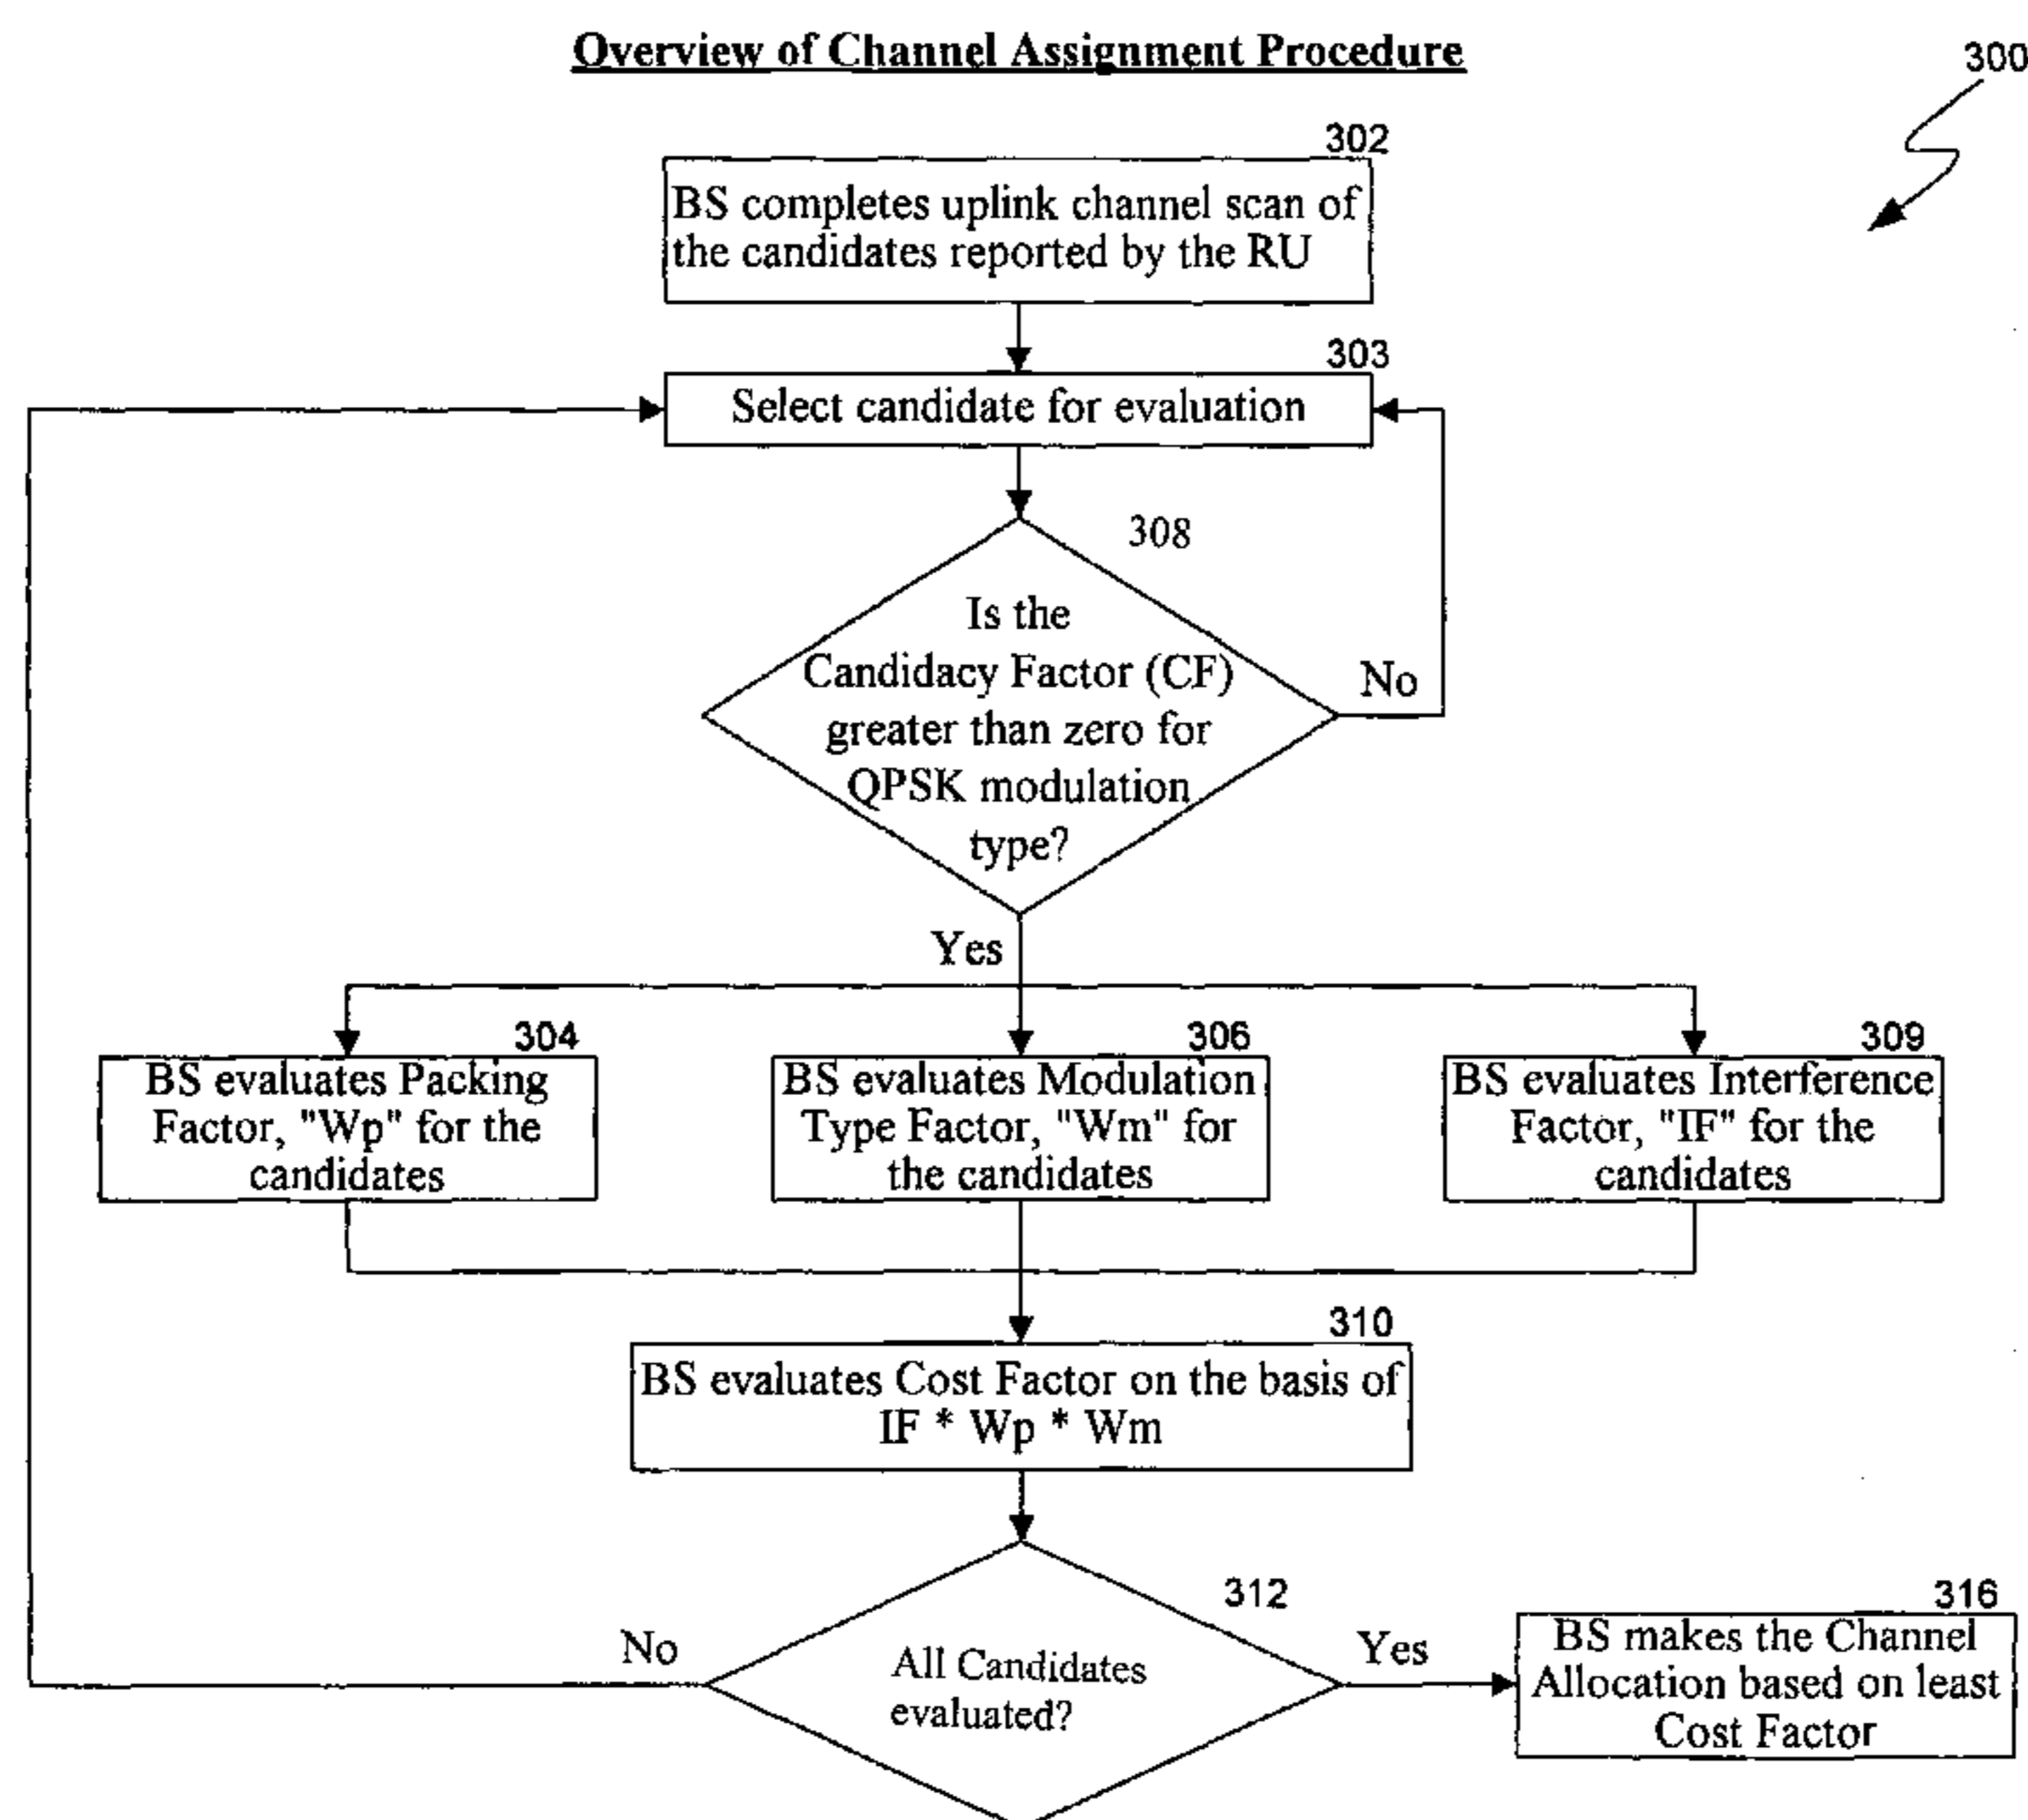 Overview of Channel Assignment Procedure
300
302
BS completes uplink channel scan of
the candidates reported by the RU
303
Select candidate for evaluation
308
Is the
Candidacy Factor (CF)
greater than zero for
QPSK modulation
type?
No
Yes
304
BS evaluates Packing
Factor, "Wp" for the
candidates
306
BS evaluates Modulation
Type Factor, "Wm" for
the candidates
309
BS evaluates Interference
Factor, "IF" for the
candidates
310
BS evaluates Cost Factor on the basis of
IF * Wp * Wm
312
All Candidates
evaluated?
No
Yes
316
BS makes the Channel
Allocation based on least
Cost Factor